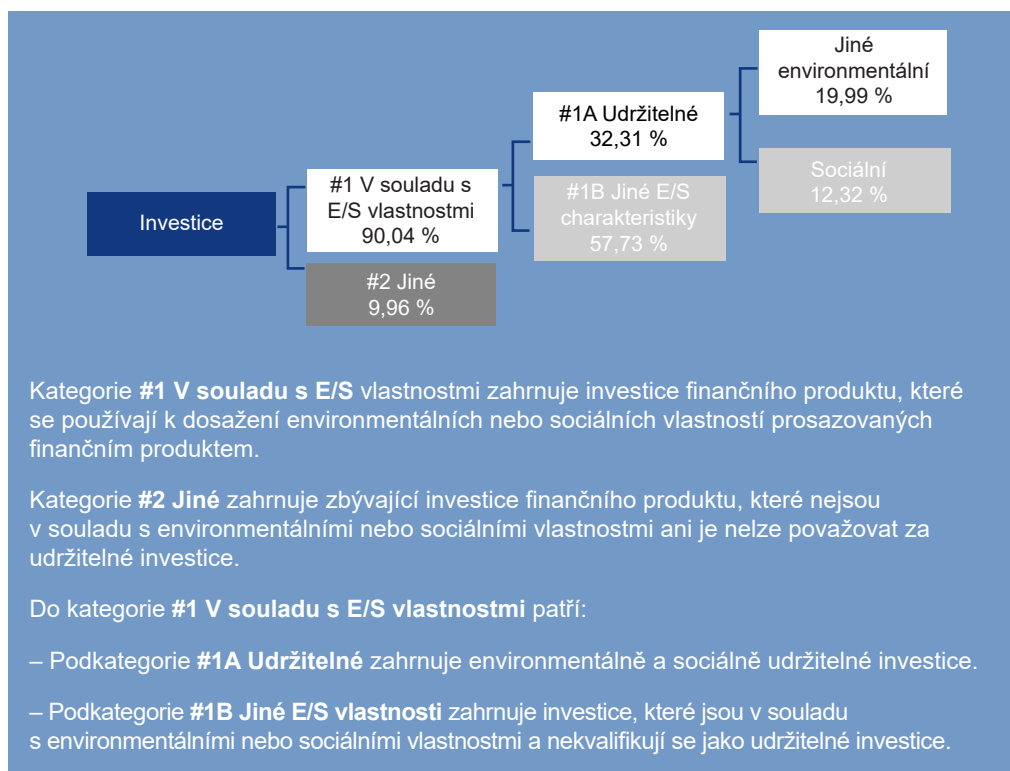 Jiné
environmentální
19,99 %
#1A Udržitelné
32,31 %
Sociální
12,32 %
#1 V souladu s
E/S vlastnostmi
90,04 %
#1B Jiné E/S
charakteristiky
57,73 %
Investice
#2 Jiné
9,96 %
Kategorie #1 V souladu s E/S vlastnostmi zahrnuje investice finančního produktu, které
se používají k dosažení environmentálních nebo sociálních vlastností prosazovaných
finančním produktem.
Kategorie #2 Jiné zahrnuje zbývající investice finančního produktu, které nejsou
v souladu s environmentálními nebo sociálními vlastnostmi ani je nelze považovat za
udržitelné investice.
Do kategorie #1 V souladu s E/S vlastnostmi patří:
– Podkategorie #1A Udržitelné zahrnuje environmentálně a sociálně udržitelné investice.
– Podkategorie #1B Jiné E/S vlastnosti zahrnuje investice, které jsou v souladu
s environmentálními nebo sociálními vlastnostmi a nekvalifikují se jako udržitelné investice.